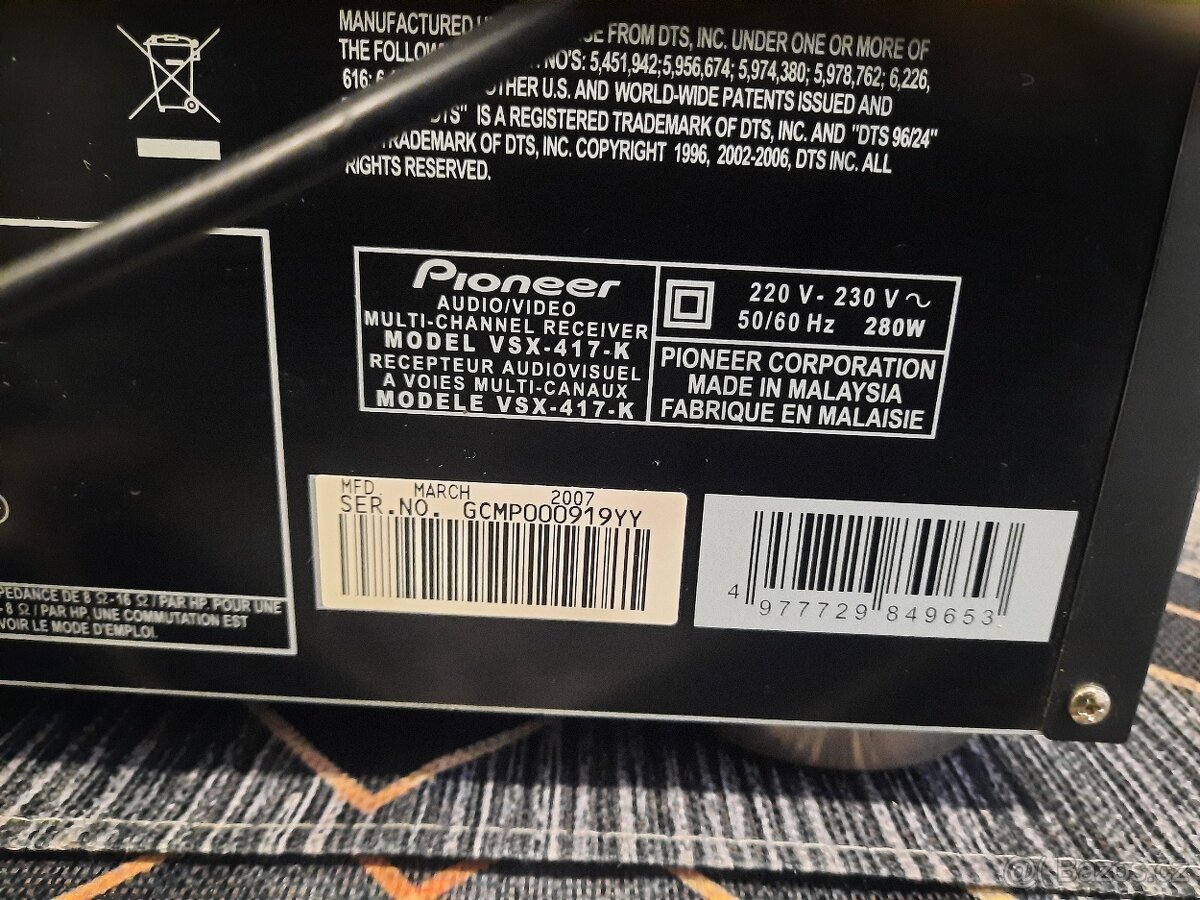 MANUFACTURED FROM DTS, INC. UNDER ONE OR MORE OF
THE NO'S: 5,451,942;5,956,674; 5,974,380; 5,978,762; 6,226,
616; OTHER U.S. AND WORLD-WIDE PATENTS ISSUED AND
"DTS" IS A REGISTERED TRADEMARK OF DTS, INC. AND "DTS 96/24"
TRADEMARK OF DTS, INC. COPYRIGHT 1996, 2002-2006, DTS INC. ALL
RIGHTS RESERVED.
Pioneer
AUDIO/VIDEO
MULTI-CHANNEL RECEIVER
MODEL VSX-417-K
RECEPTEUR AUDIOVISUEL
A VOIES MULTI-CANAUX
MODELE VSX-417-K
220 V - 230 V ~
50/60 Hz 280W
PIONEER CORPORATION
MADE IN MALAYSIA
FABRIQUE EN MALAISIE
MFD. MARCH 2007
SER.NO. GCMP000919YY
4 977729 849653
PEDANCE DE 8 Ω-16 Ω / PAR HP. POUR UNE
- 8 Ω / PAR HP, UNE COMMUTATION EST
VOIR LE MODE D'EMPLOI.
Bazos.cz